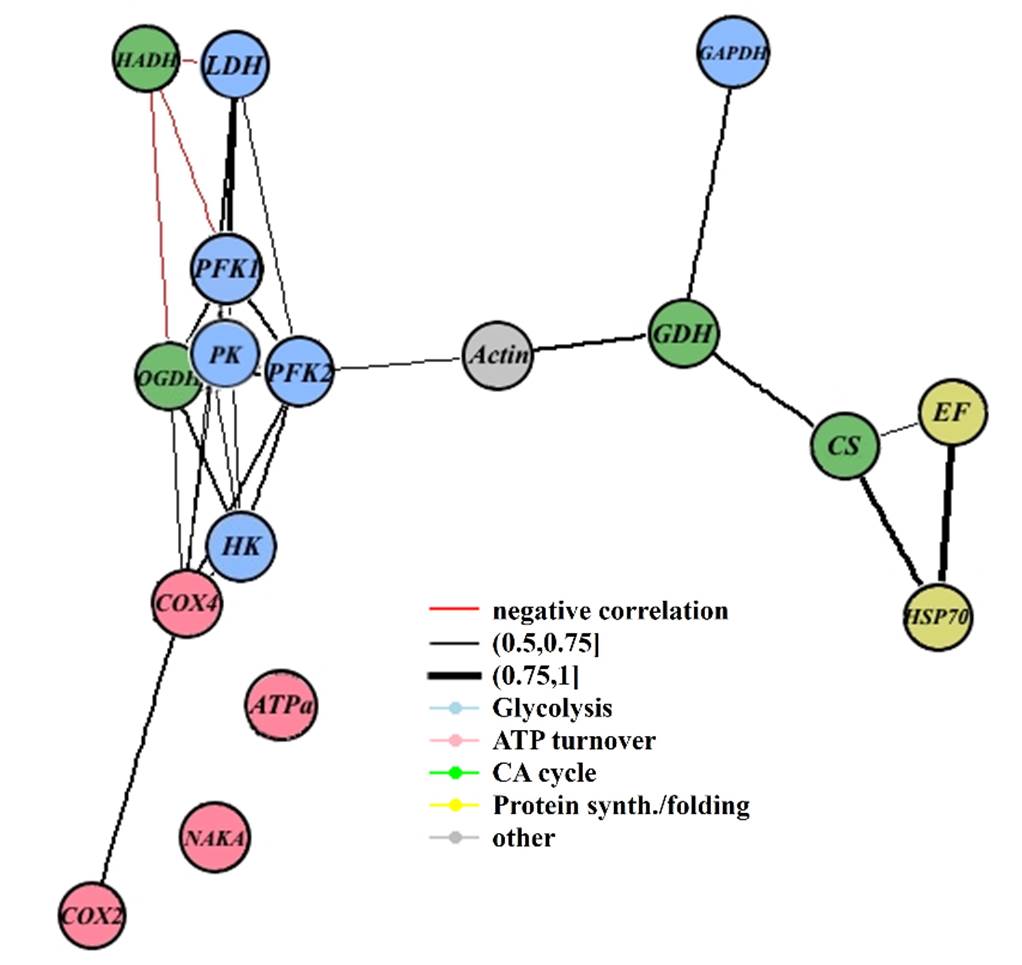 HADH
LDH
GAPDH
PFK1
PK
OGDH
PFK2
Actin
GDH
EF
CS
HK
COX4
HSP70
negative correlation
(0.5,0.75]
(0.75,1]
Glycolysis
ATP turnover
CA cycle
Protein synth./folding
other
ATPa
NAKA
COX2